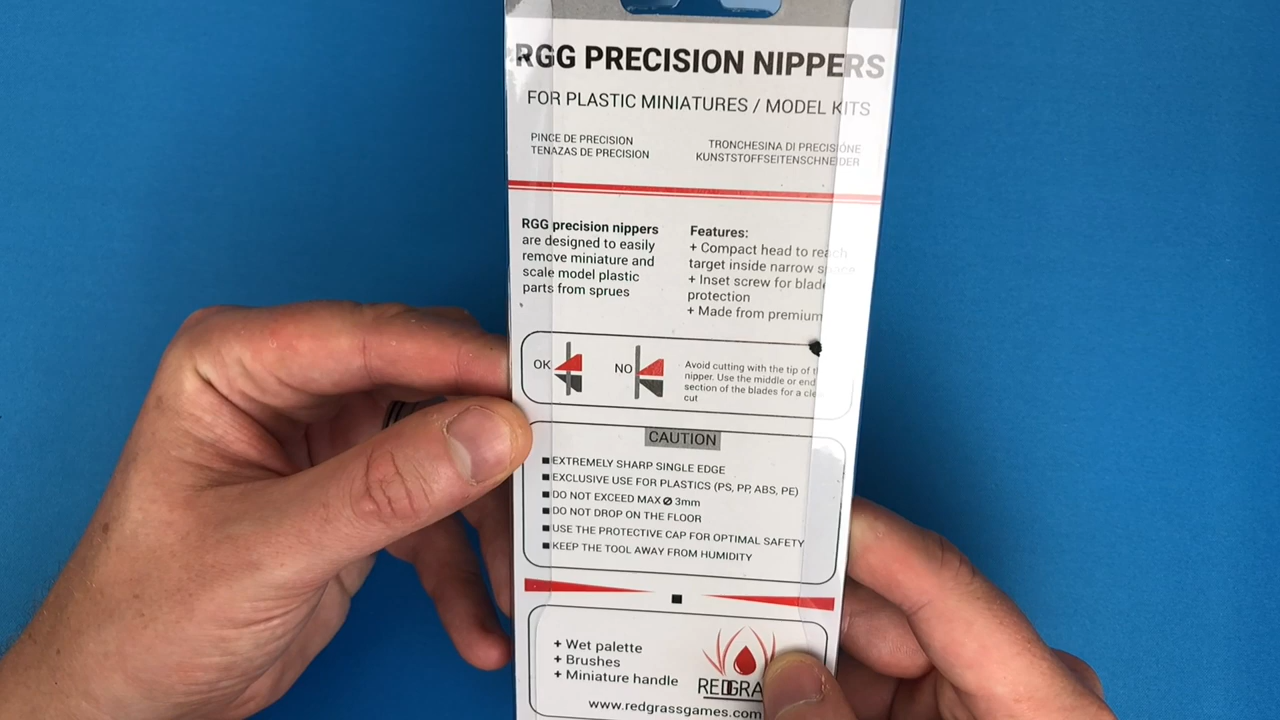 RGG PRECISION NIPPERS
FOR PLASTIC MINIATURES / MODEL KITS
PINCE DE PRECISION
TENAZAS DE PRECISION
TRONCHESINA DI PRECISIÓNE
KUNSTSTOFFSEITENSCHNEIDER
RGG precision nippers
are designed to easily
remove miniature and
scale model plastic
parts from sprues
Features:
+ Compact head to reach
target inside narrow space
+ Inset screw for blade
protection
+ Made from premium
OK
NO
Avoid cutting with the tip of
nipper. Use the middle or end
section of the blades for a
cut
CAUTION
EXTREMELY SHARP SINGLE EDGE
EXCLUSIVE USE FOR PLASTICS (PS, PP, ABS, PE)
DO NOT EXCEED MAX Ø 3mm
DO NOT DROP ON THE FLOOR
USE THE PROTECTIVE CAP FOR OPTIMAL SAFETY
KEEP THE TOOL AWAY FROM HUMIDITY
+ Wet palette
+ Brushes
+ Miniature handle
REDGRA
www.redgrassgames.com